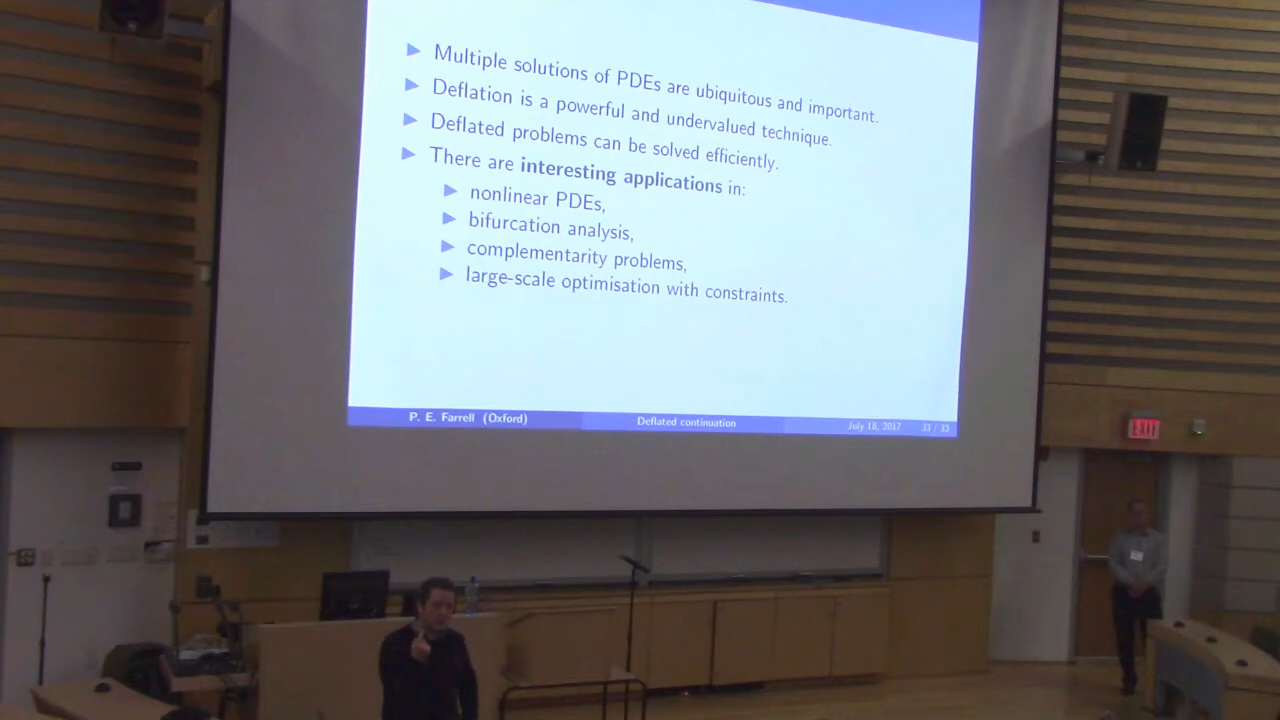 ▶ Multiple solutions of PDEs are ubiquitous and important.
▶ Deflation is a powerful and undervalued technique.
▶ Deflated problems can be solved efficiently.
▶ There are interesting applications in:
▶ nonlinear PDEs,
▶ bifurcation analysis,
▶ complementarity problems,
▶ large-scale optimisation with constraints.
P. E. Farrell (Oxford) Deflated continuation July 18, 2017 33 / 33
EXIT